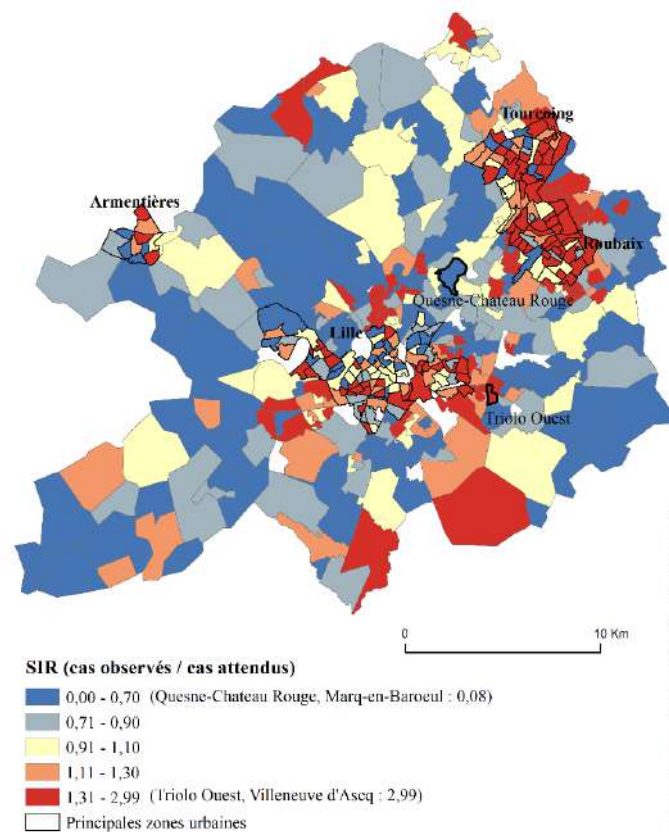 Tourcoing
Armentières
Roubaix
Quesne-Chateau Rouge
Lille
Triolo Ouest
0 10 Km
SIR (cas observés / cas attendus)
0,00 - 0,70 (Quesne-Chateau Rouge, Marq-en-Baroeul : 0,08)
0,71 - 0,90
0,91 - 1,10
1,11 - 1,30
1,31 - 2,99 (Triolo Ouest, Villeneuve d'Ascq : 2,99)
Principales zones urbaines